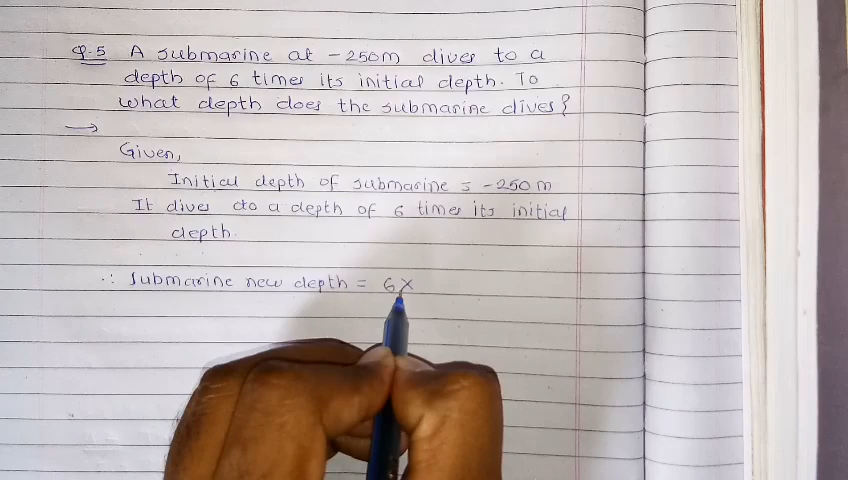 Q.5 A submarine at -250m dives to a
depth of 6 times its initial depth. To
what depth does the submarine dives?
→
Given,
Initial depth of submarine = -250 m
It dives to a depth of 6 times its initial
depth.
∴ Submarine new depth = 6×